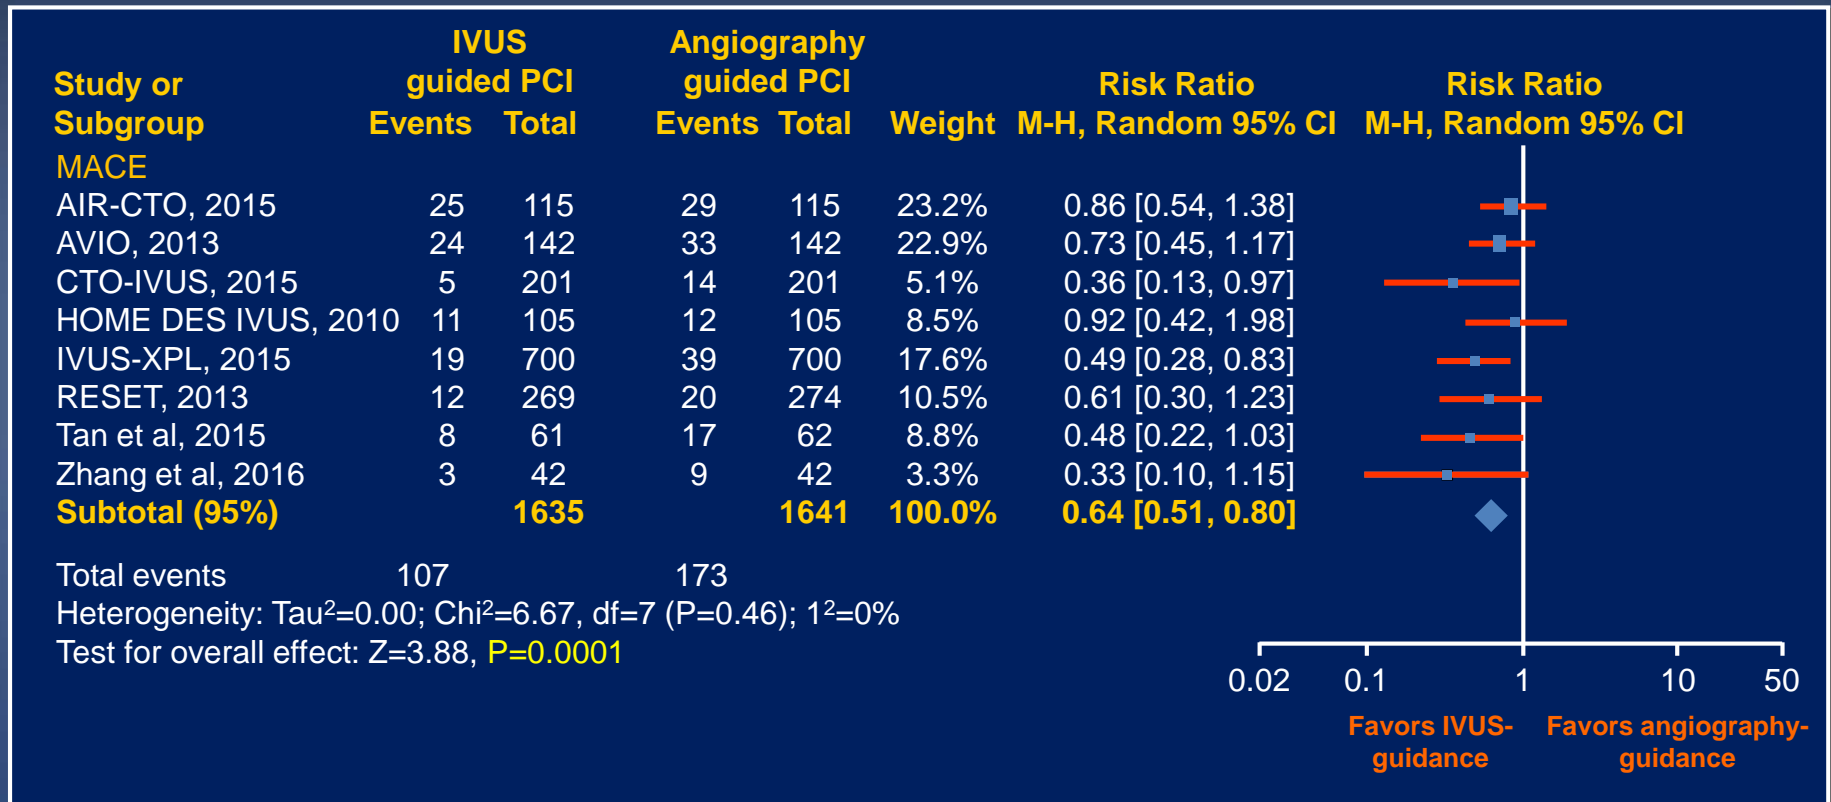 IVUS guided PCI
Angiography guided PCI
Study or Subgroup Events Total Events Total Weight Risk Ratio M-H, Random 95% CI Risk Ratio M-H, Random 95% CI
MACE
AIR-CTO, 2015 25 115 29 115 23.2% 0.86 [0.54, 1.38]
AVIO, 2013 24 142 33 142 22.9% 0.73 [0.45, 1.17]
CTO-IVUS, 2015 5 201 14 201 5.1% 0.36 [0.13, 0.97]
HOME DES IVUS, 2010 11 105 12 105 8.5% 0.92 [0.42, 1.98]
IVUS-XPL, 2015 19 700 39 700 17.6% 0.49 [0.28, 0.83]
RESET, 2013 12 269 20 274 10.5% 0.61 [0.30, 1.23]
Tan et al, 2015 8 61 17 62 8.8% 0.48 [0.22, 1.03]
Zhang et al, 2016 3 42 9 42 3.3% 0.33 [0.10, 1.15]
Subtotal (95%) 1635 1641 100.0% 0.64 [0.51, 0.80]
Total events 107 173
Heterogeneity: Tau²=0.00; Chi²=6.67, df=7 (P=0.46); 1²=0%
Test for overall effect: Z=3.88, P=0.0001
0.02 0.1 1 10 50
Favors IVUS-guidance
Favors angiography-guidance